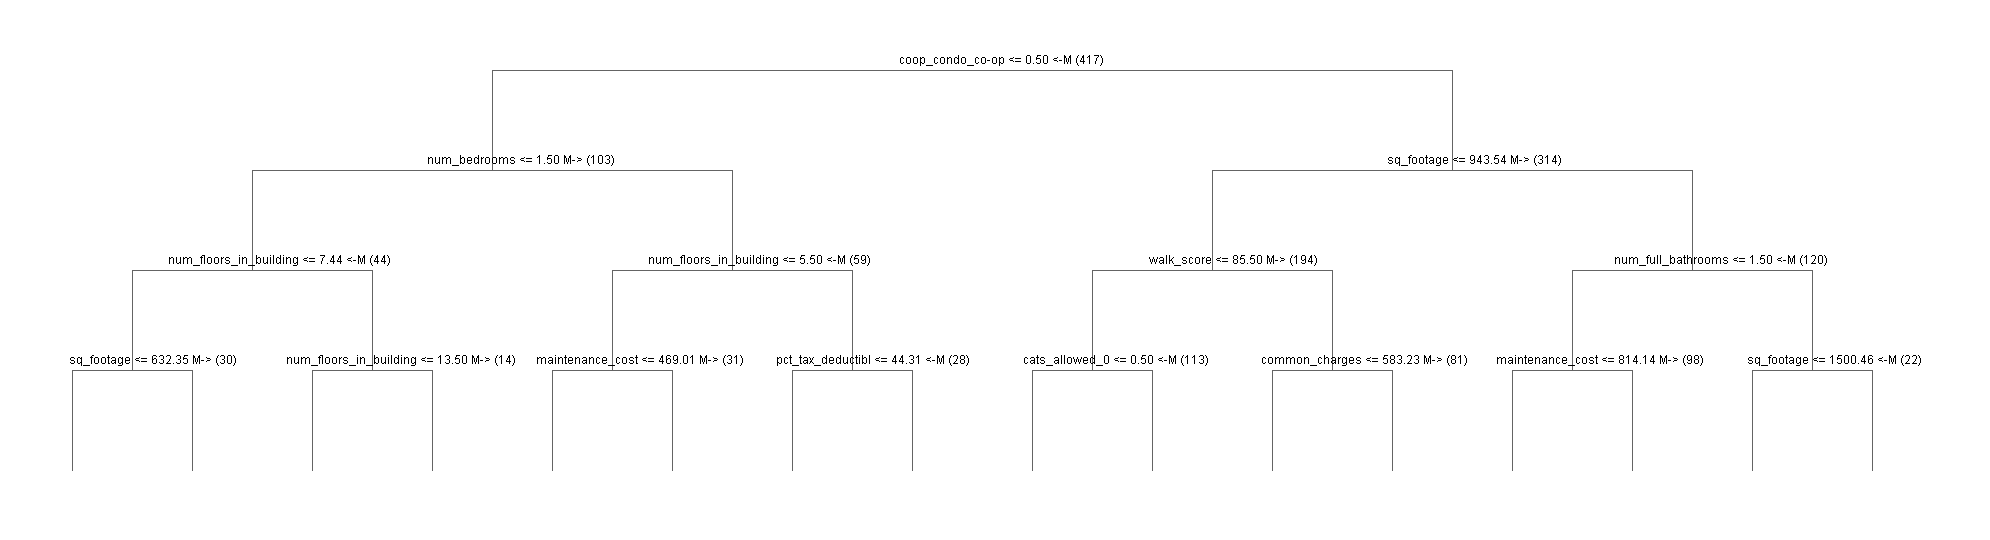 coop_condo_co-op <= 0.50 <-M (417)
num_bedrooms <= 1.50 M-> (103)
sq_footage <= 943.54 M-> (314)
num_floors_in_building <= 7.44 <-M (44)
num_floors_in_building <= 5.50 <-M (59)
walk_score <= 85.50 M-> (194)
num_full_bathrooms <= 1.50 <-M (120)
sq_footage <= 632.35 M-> (30)
num_floors_in_building <= 13.50 M-> (14)
maintenance_cost <= 469.01 M-> (31)
pct_tax_deductibl <= 44.31 <-M (28)
cats_allowed_0 <= 0.50 <-M (113)
common_charges <= 583.23 M-> (81)
maintenance_cost <= 814.14 M-> (98)
sq_footage <= 1500.46 <-M (22)